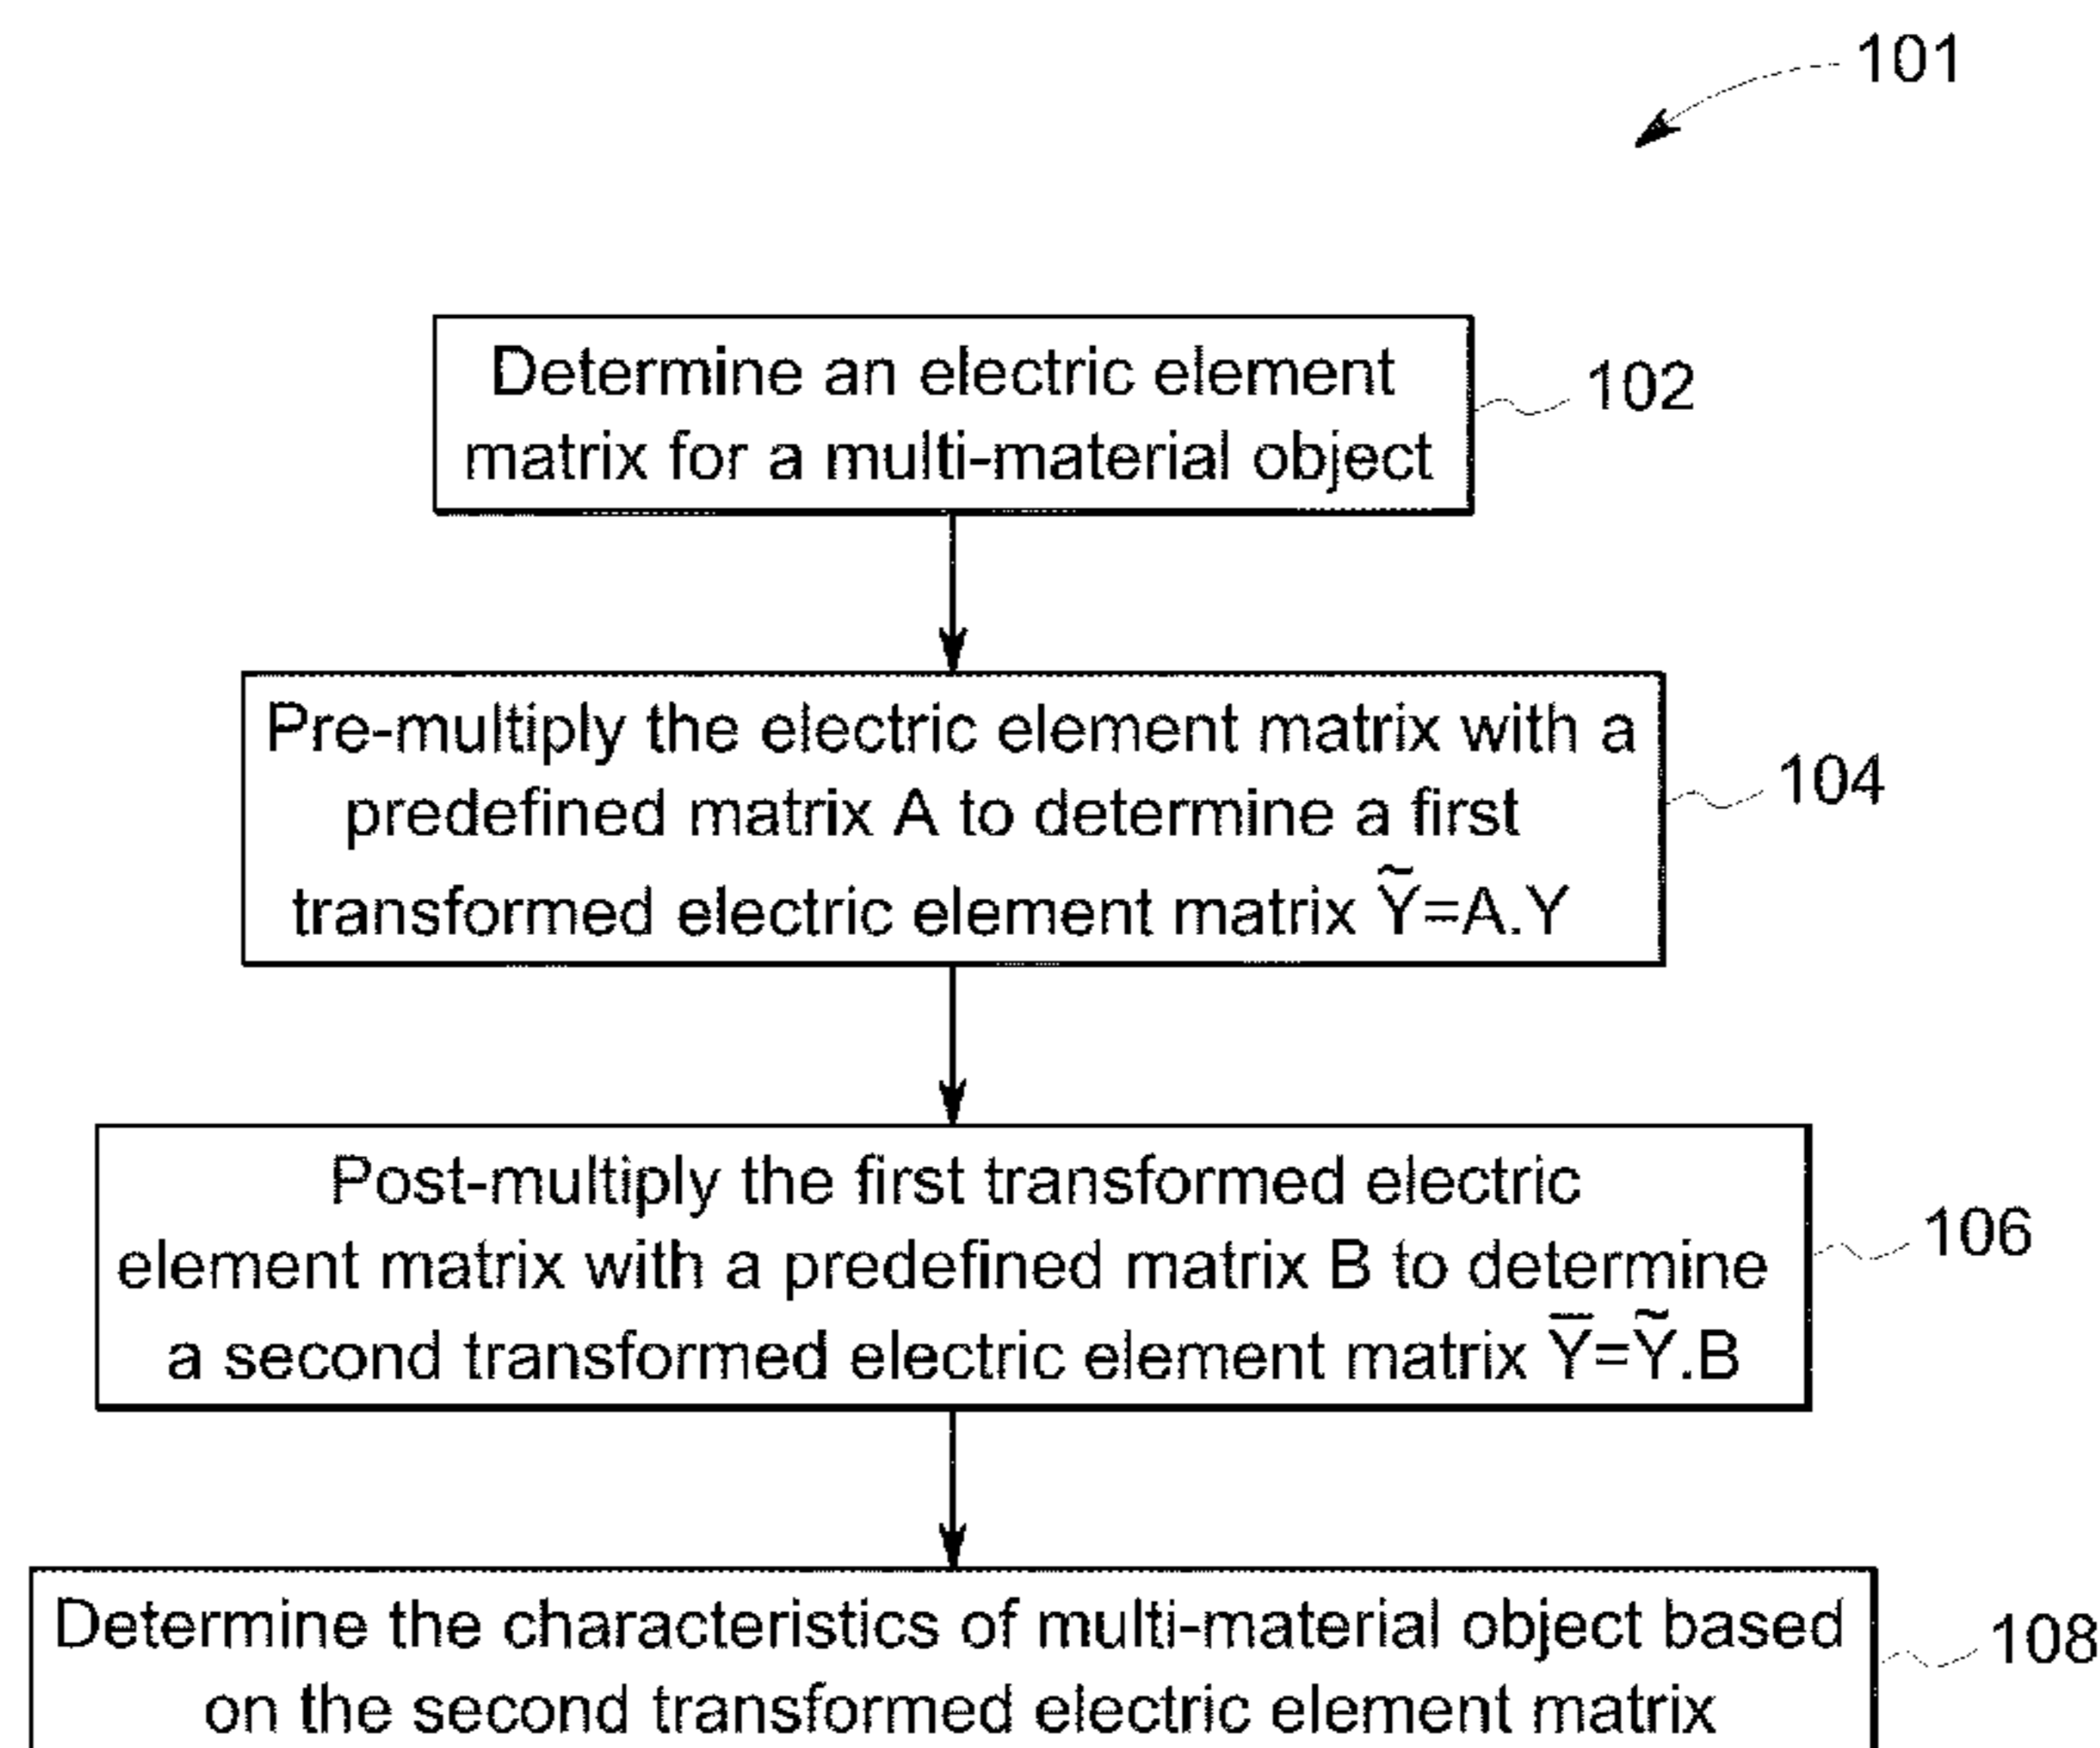 101
Determine an electric element
matrix for a multi-material object
102
Pre-multiply the electric element matrix with a
predefined matrix A to determine a first
transformed electric element matrix Ỹ=A.Y
104
Post-multiply the first transformed electric
element matrix with a predefined matrix B to determine
a second transformed electric element matrix Y̅=Ỹ.B
106
Determine the characteristics of multi-material object based
on the second transformed electric element matrix
108